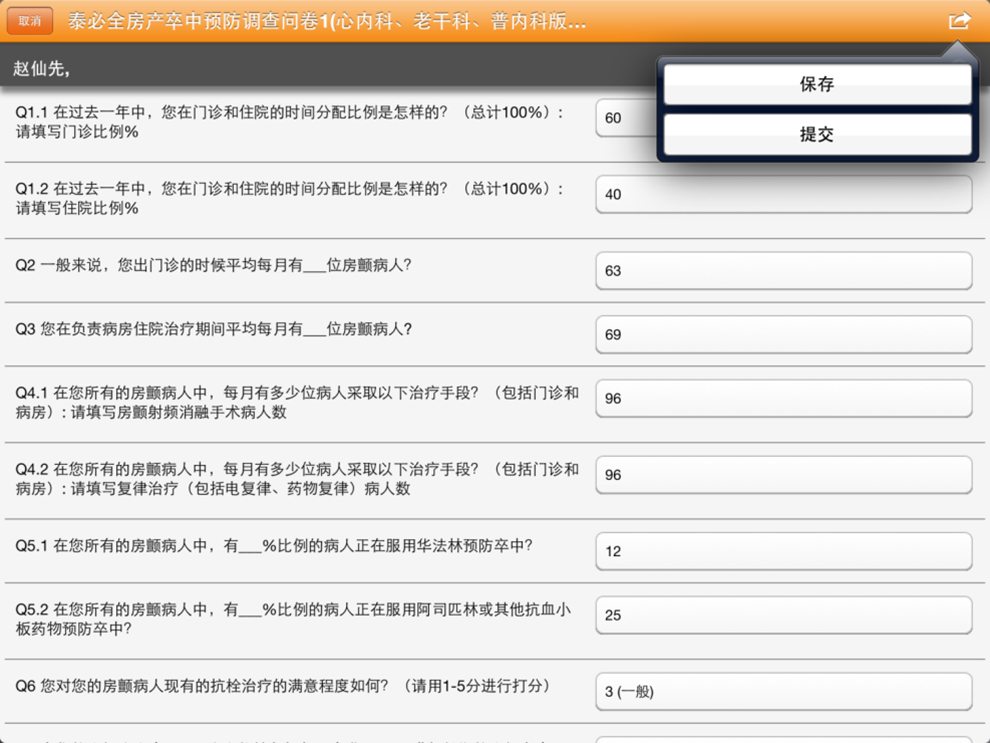 取消
泰必全房产卒中预防调查问卷1(心内科、老干科、普内科版...
赵仙先,
保存
提交
Q1.1 在过去一年中，您在门诊和住院的时间分配比例是怎样的？（总计100%）：
请填写门诊比例%
60
Q1.2 在过去一年中，您在门诊和住院的时间分配比例是怎样的？（总计100%）：
请填写住院比例%
40
Q2 一般来说，您出门诊的时候平均每月有___位房颤病人?
63
Q3 您在负责病房住院治疗期间平均每月有___位房颤病人?
69
Q4.1 在您所有的房颤病人中，每月有多少位病人采取以下治疗手段？（包括门诊和
病房）: 请填写房颤射频消融手术病人数
96
Q4.2 在您所有的房颤病人中，每月有多少位病人采取以下治疗手段？（包括门诊和
病房）: 请填写复律治疗（包括电复律、药物复律）病人数
96
Q5.1 在您所有的房颤病人中，有___%比例的病人正在服用华法林预防卒中?
12
Q5.2 在您所有的房颤病人中，有___%比例的病人正在服用阿司匹林或其他抗血小
板药物预防卒中?
25
Q6 您对您的房颤病人现有的抗栓治疗的满意程度如何？（请用1-5分进行打分）
3 (一般)